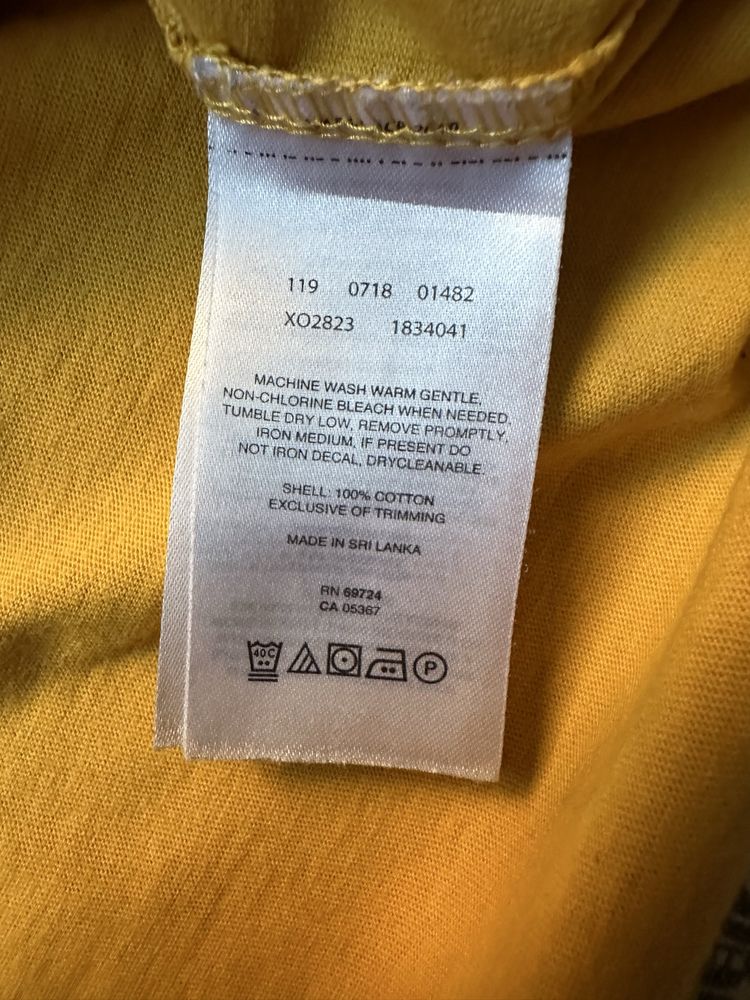 119 0718 01482
XO2823 1834041
MACHINE WASH WARM GENTLE,
NON-CHLORINE BLEACH WHEN NEEDED,
TUMBLE DRY LOW, REMOVE PROMPTLY,
IRON MEDIUM, IF PRESENT DO
NOT IRON DECAL, DRYCLEANABLE.
SHELL: 100% COTTON
EXCLUSIVE OF TRIMMING
MADE IN SRI LANKA
RN 69724
CA 05367
40C
P